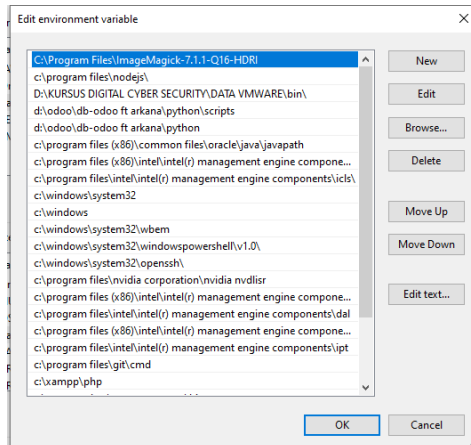 Edit environment variable
C:\Program Files\ImageMagick-7.1.1-Q16-HDRI
c:\program files\nodejs\
D:\KURSUS DIGITAL CYBER SECURITY\DATA VMWARE\bin\
d:\odoo\db-odoo ft arkana\python\scripts
d:\odoo\db-odoo ft arkana\python
c:\program files (x86)\common files\oracle\java\javapath
c:\program files (x86)\intel\intel(r) management engine compone...
c:\program files\intel\intel(r) management engine components\icls\
c:\windows\system32
c:\windows
c:\windows\system32\wbem
c:\windows\system32\windowspowershell\v1.0\
c:\windows\system32\openssh\
c:\program files\nvidia corporation\nvidia nvdlisr
c:\program files (x86)\intel\intel(r) management engine compone...
c:\program files\intel\intel(r) management engine components\dal
c:\program files (x86)\intel\intel(r) management engine compone...
c:\program files\intel\intel(r) management engine components\ipt
c:\program files\git\cmd
c:\xampp\php
New
Edit
Browse...
Delete
Move Up
Move Down
Edit text...
OK
Cancel